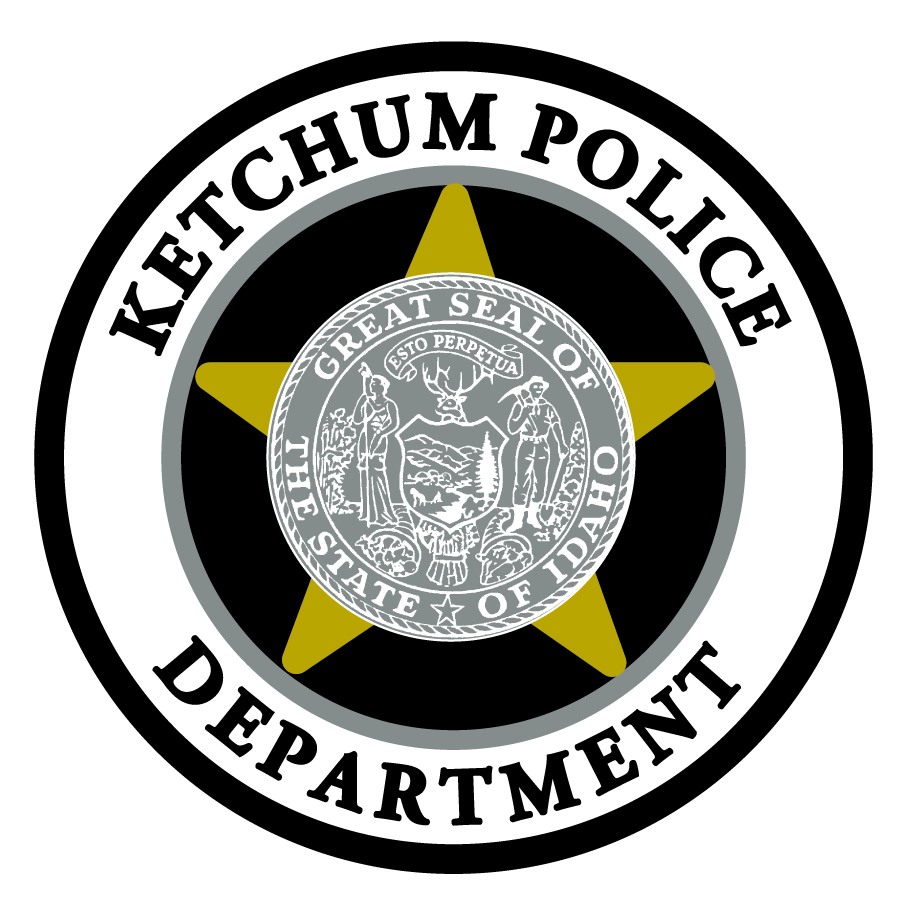 KETCHUM POLICE
DEPARTMENT
GREAT SEAL OF
THE STATE ☆ OF IDAHO
ESTO PERPETUA